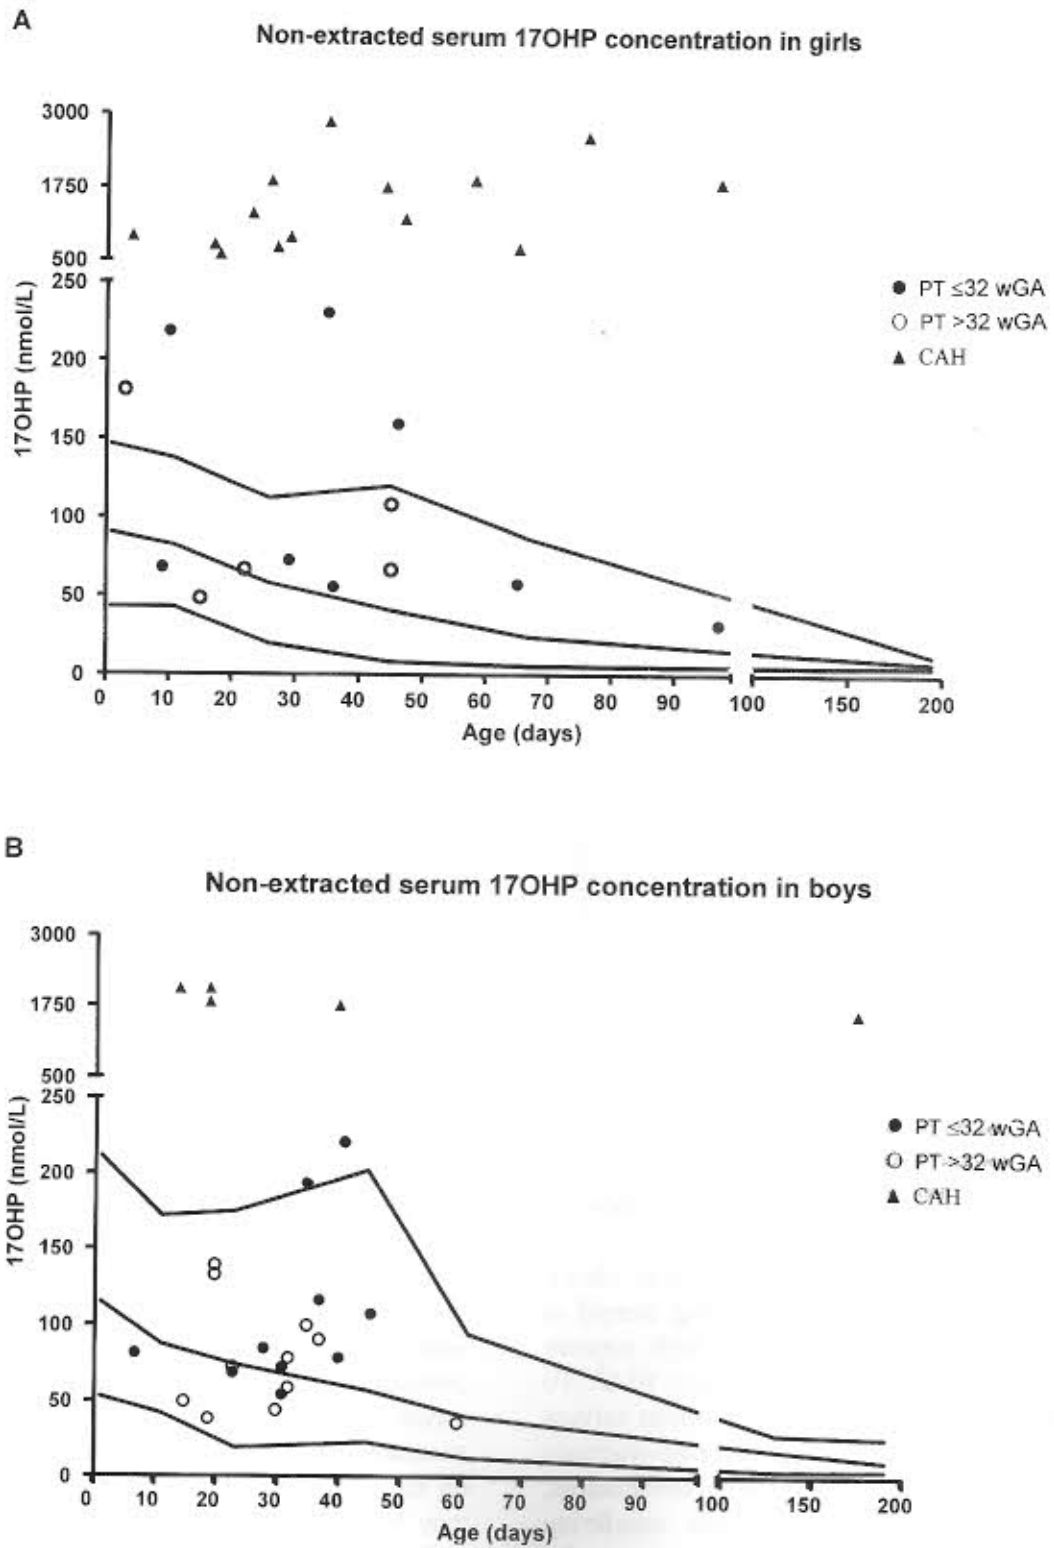 A
Non-extracted serum 17OHP concentration in girls
3000
1750
500
250
200
150
100
50
0
17OHP (nmol/L)
0 10 20 30 40 50 60 70 80 90 100 150 200
Age (days)
PT ≤32 wGA
PT >32 wGA
CAH
B
Non-extracted serum 17OHP concentration in boys
3000
1750
500
250
200
150
100
50
0
17OHP (nmol/L)
0 10 20 30 40 50 60 70 80 90 100 150 200
Age (days)
PT ≤32 wGA
PT >32 wGA
CAH